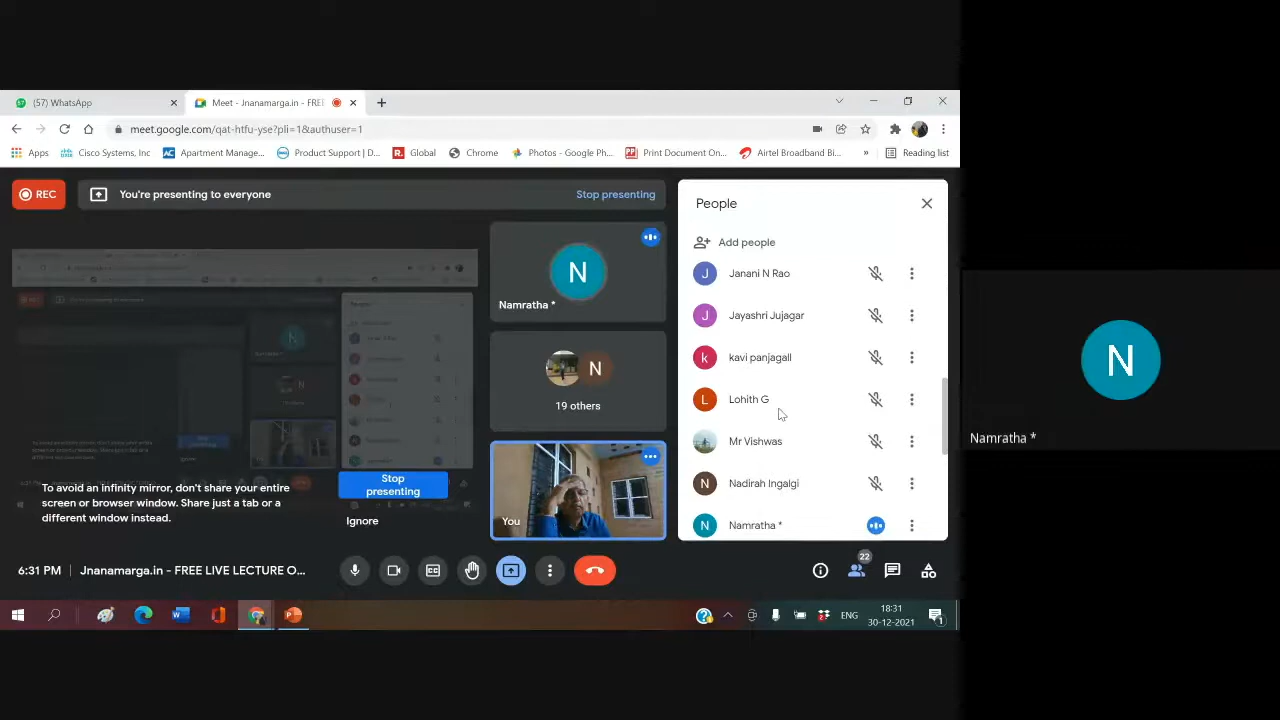 (57) WhatsApp
Meet - Jnanamarga.in - FREE
meet.google.com/qat-htfu-yse?pli=1&authuser=1
Apps
Cisco Systems, Inc
Apartment Manage...
Product Support | D...
Global
Chrome
Photos - Google Ph...
Print Document On...
Airtel Broadband Bi...
»
Reading list
REC
You're presenting to everyone
Stop presenting
People
Add people
N
Namratha *
J
Janani N Rao
J
Jayashri Jujagar
k
kavi panjagall
L
Lohith G
Mr Vishwas
N
Nadirah Ingalgi
N
Namratha *
N
19 others
You
To avoid an infinity mirror, don't share your entire
screen or browser window. Share just a tab or a
different window instead.
Stop
presenting
Ignore
6:31 PM | Jnanamarga.in - FREE LIVE LECTURE O...
22
ENG
18:31
30-12-2021
1
N
Namratha *